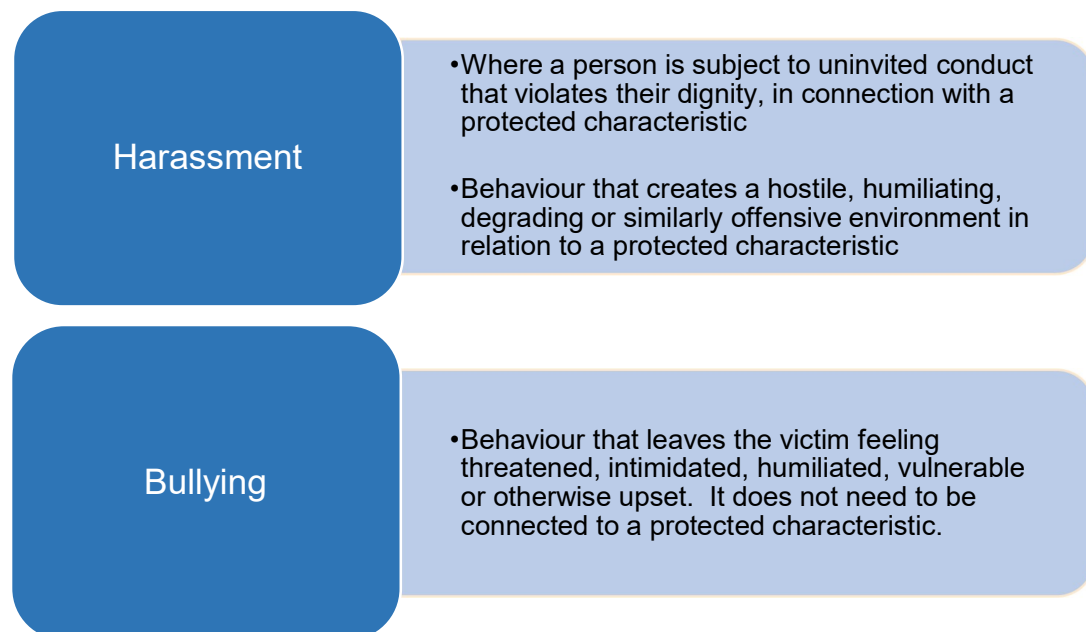 Harassment
•Where a person is subject to uninvited conduct
that violates their dignity, in connection with a
protected characteristic
•Behaviour that creates a hostile, humiliating,
degrading or similarly offensive environment in
relation to a protected characteristic
Bullying
•Behaviour that leaves the victim feeling
threatened, intimidated, humiliated, vulnerable
or otherwise upset.  It does not need to be
connected to a protected characteristic.